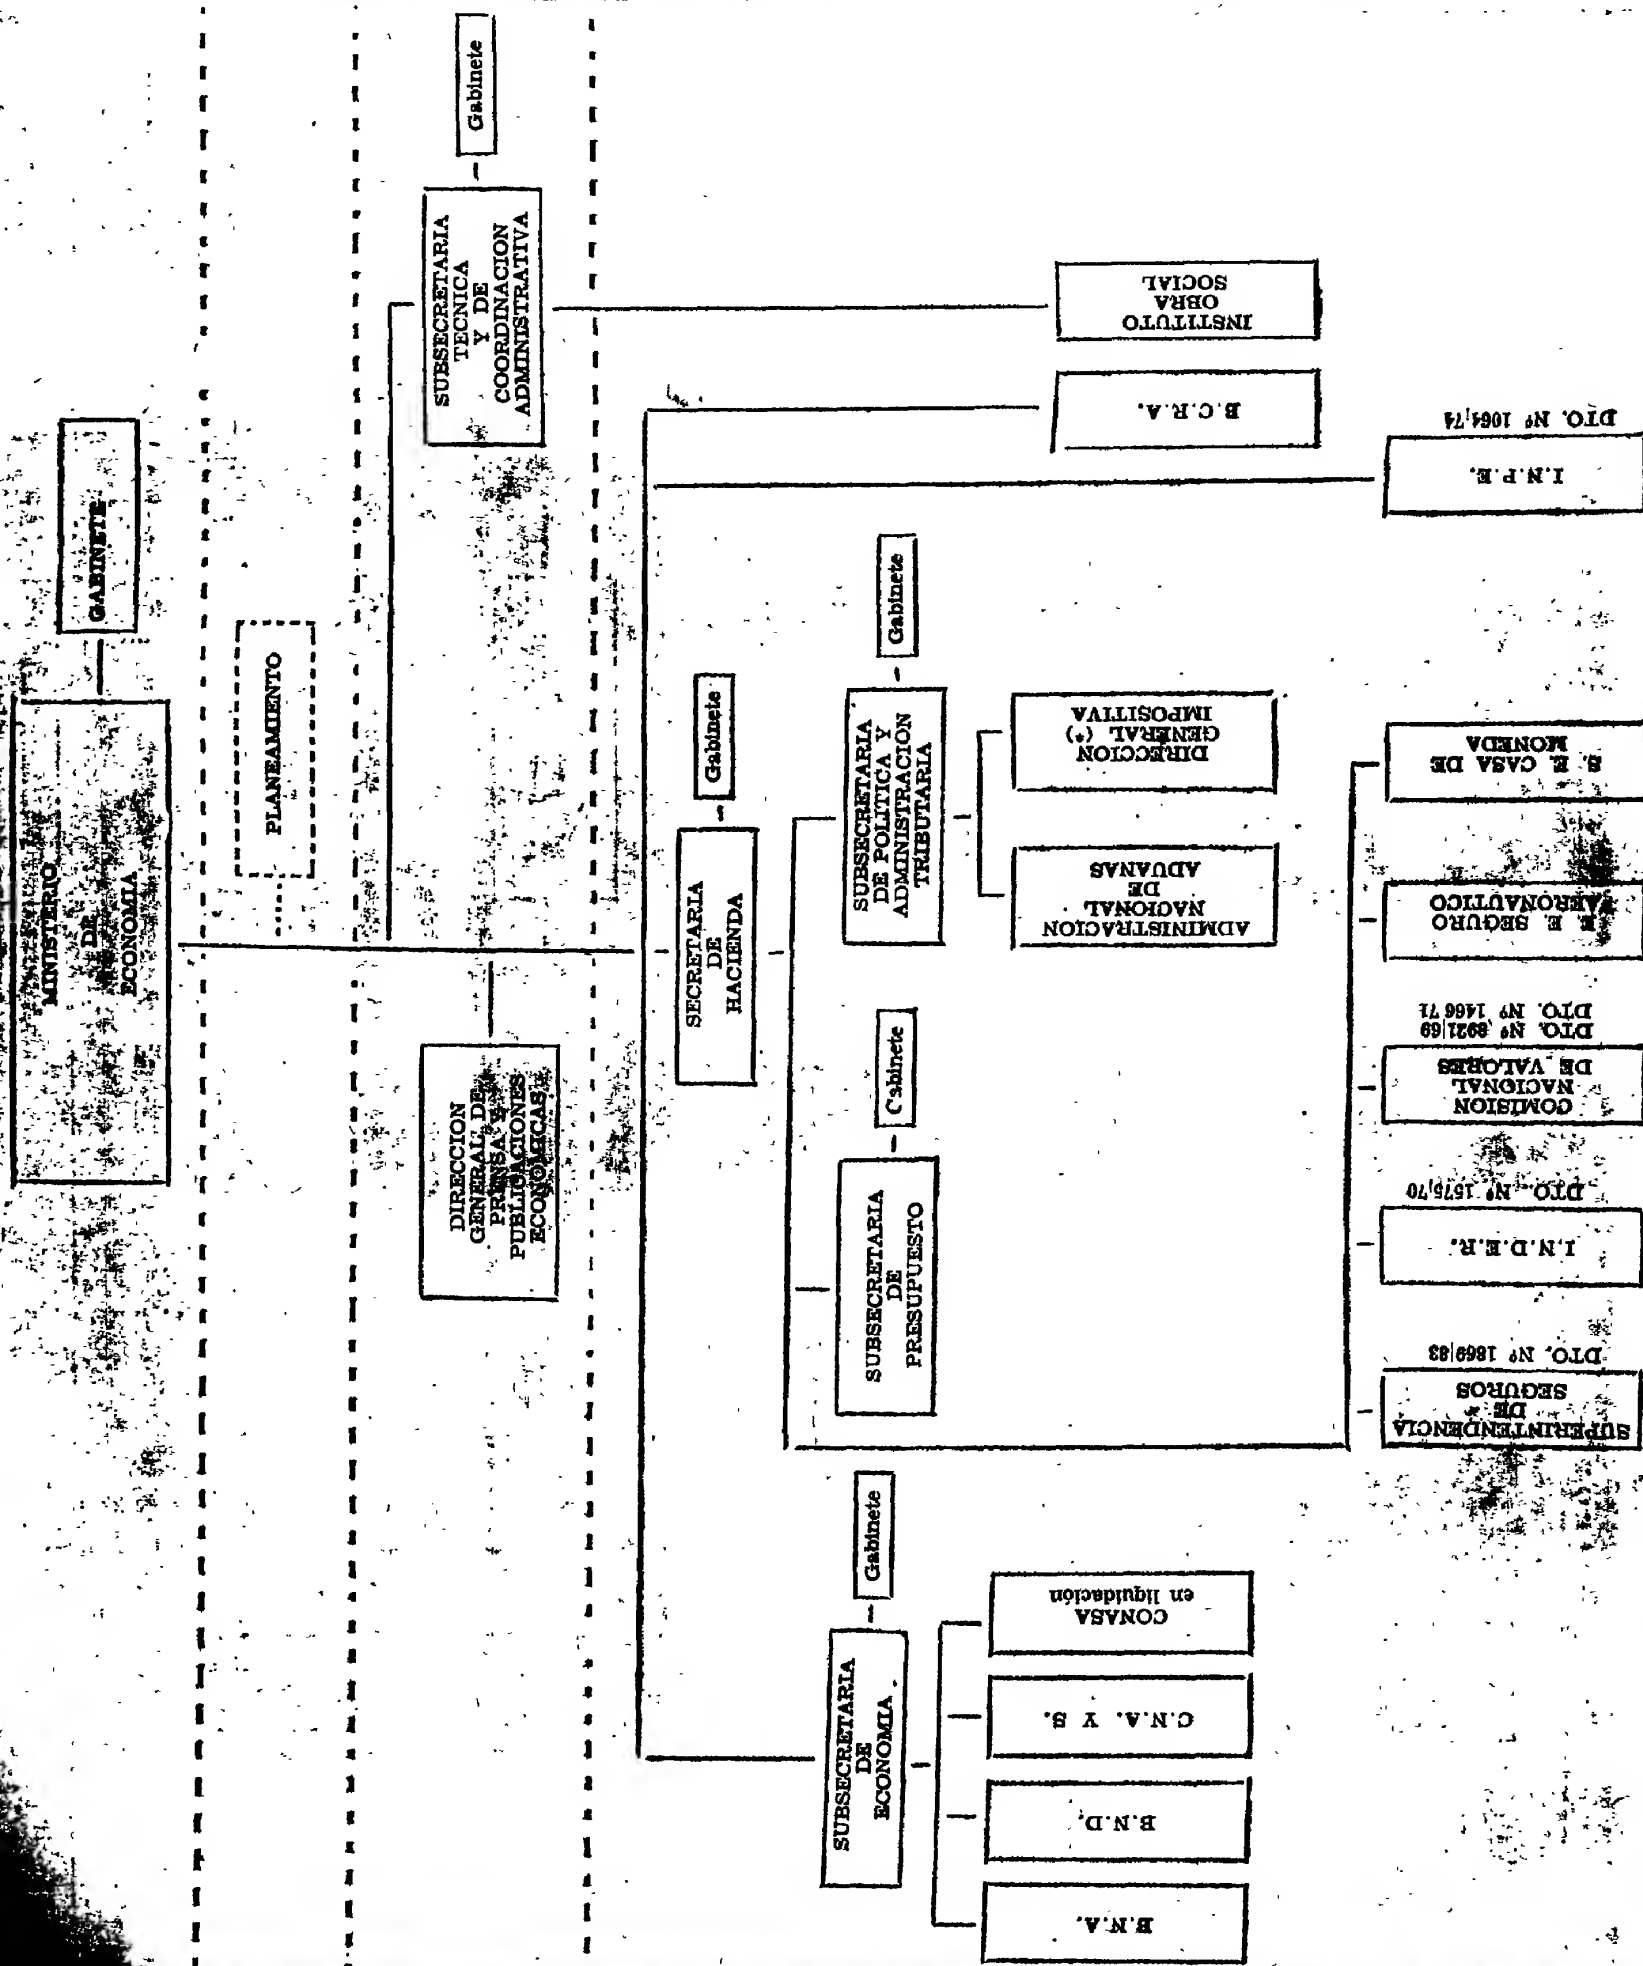 MINISTERIO
DE
ECONOMIA
GABINETE
PLANEAMIENTO
DIRECCION
GENERAL DE
PRENSA Y
PUBLICACIONES
ECONOMICAS
SUBSECRETARIA
TECNICA
Y DE
COORDINACION
ADMINISTRATIVA
Gabinete
SECRETARIA
DE
HACIENDA
Gabinete
SUBSECRETARIA
DE
ECONOMIA
Gabinete
SUBSECRETARIA
DE
PRESUPUESTO
Gabinete
SUBSECRETARIA
DE POLITICA Y
ADMINISTRACION
TRIBUTARIA
Gabinete
B.N.A.
B.N.D.
C.N.A. Y S.
CONASA
en liquidación
ADMINISTRACION
NACIONAL
DE
ADUANAS
DIRECCION
GENERAL (*)
IMPOSITIVA
B.C.R.A.
INSTITUTO
OBRA
SOCIAL
SUPERINTENDENCIA
DE
SEGUROS
DTO. Nº 1869|83
I.N.D.E.R.
DTO. Nº 1575|70
COMISION
NACIONAL
DE VALORES
DTO. Nº 8921|69
DTO. Nº 1466 71
E. E. SEGURO
AERONAUTICO
S. E. CASA DE
MONEDA
I.N.P.E.
DTO. Nº 1064|74